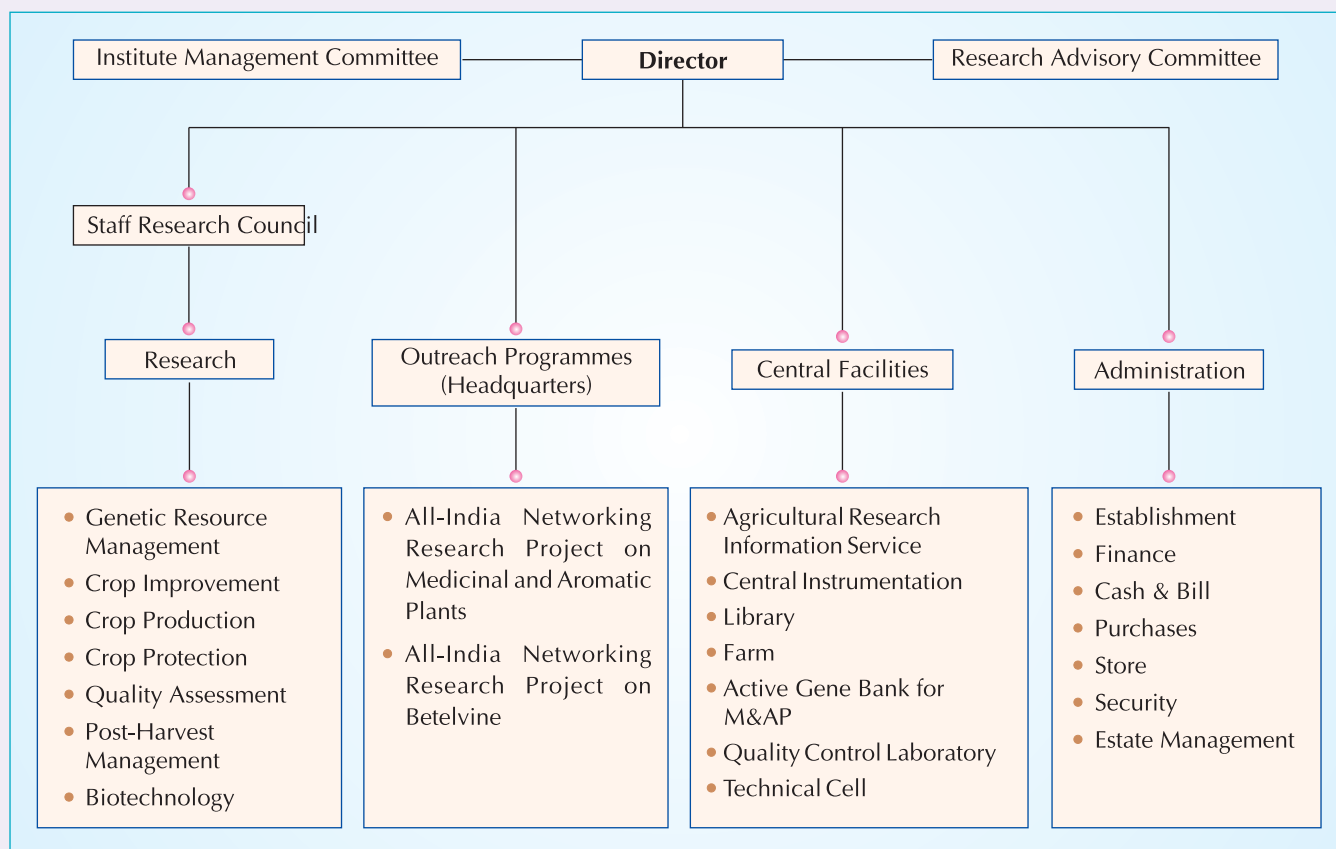 Institute Management Committee
Director
Research Advisory Committee
Staff Research Council
Research
Outreach Programmes
(Headquarters)
Central Facilities
Administration
Genetic Resource
Management
Crop Improvement
Crop Production
Crop Protection
Quality Assessment
Post-Harvest
Management
Biotechnology
All-India Networking
Research Project on
Medicinal and Aromatic
Plants
All-India Networking
Research Project on
Betelvine
Agricultural Research
Information Service
Central Instrumentation
Library
Farm
Active Gene Bank for
M&AP
Quality Control Laboratory
Technical Cell
Establishment
Finance
Cash & Bill
Purchases
Store
Security
Estate Management